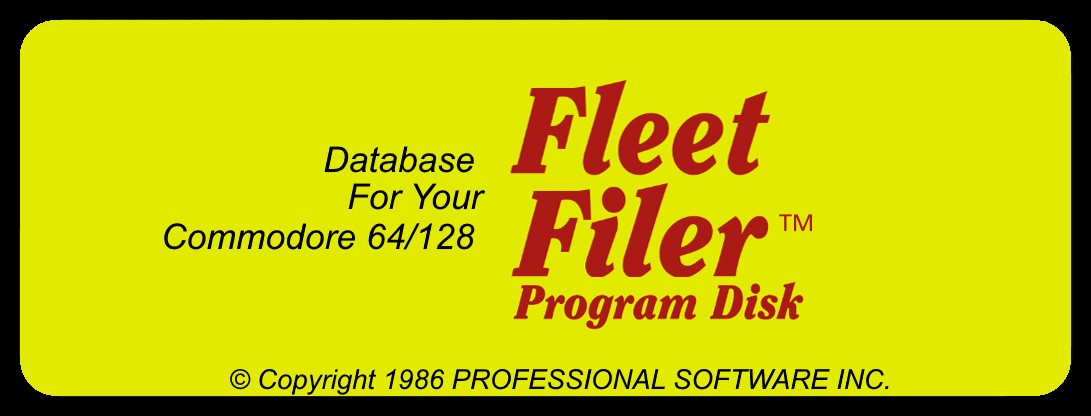 Database
For Your
Commodore 64/128
Fleet
Filer™
Program Disk
© Copyright 1986 PROFESSIONAL SOFTWARE INC.